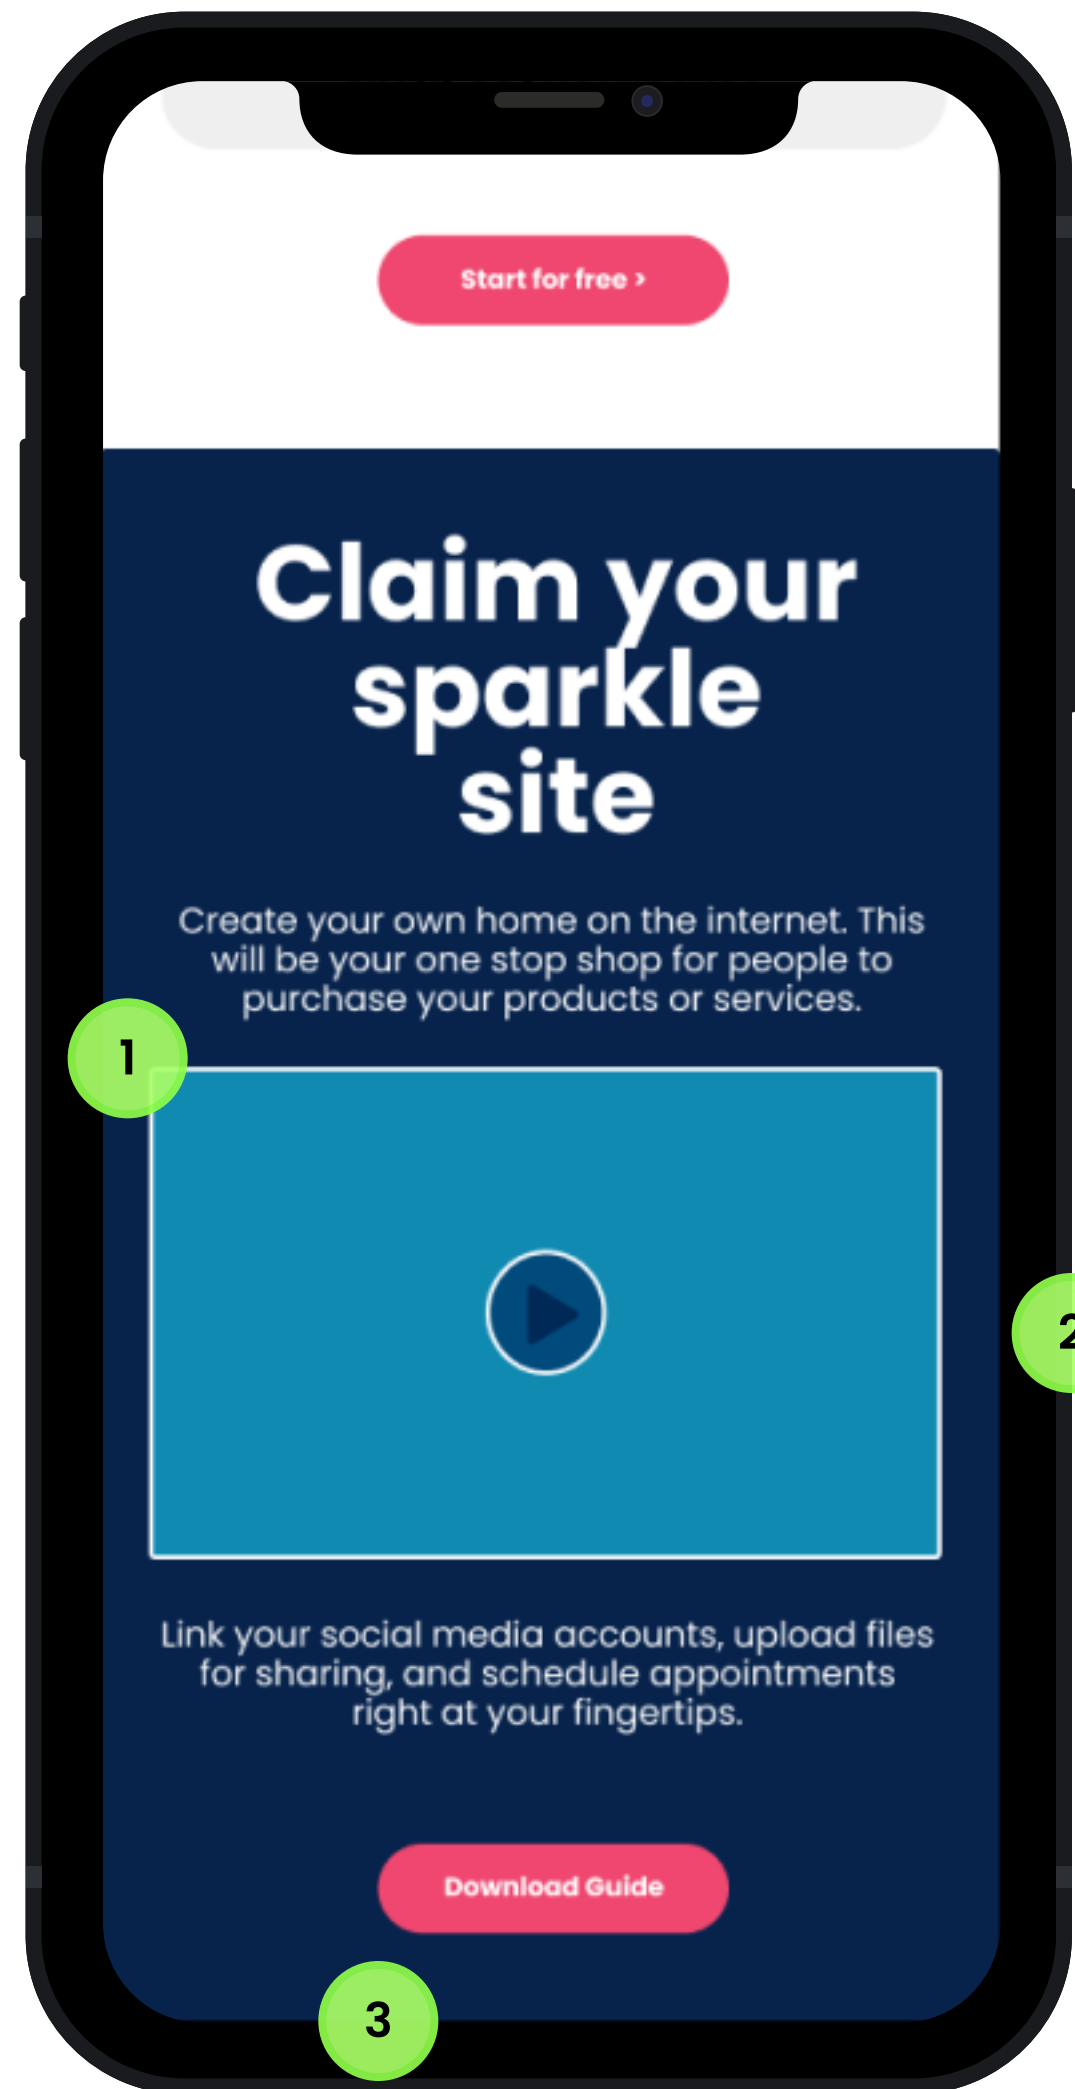 Start for free >
Claim your
sparkle
site
Create your own home on the internet. This
will be your one stop shop for people to
purchase your products or services.
1
2
Link your social media accounts, upload files
for sharing, and schedule appointments
right at your fingertips.
Download Guide
3